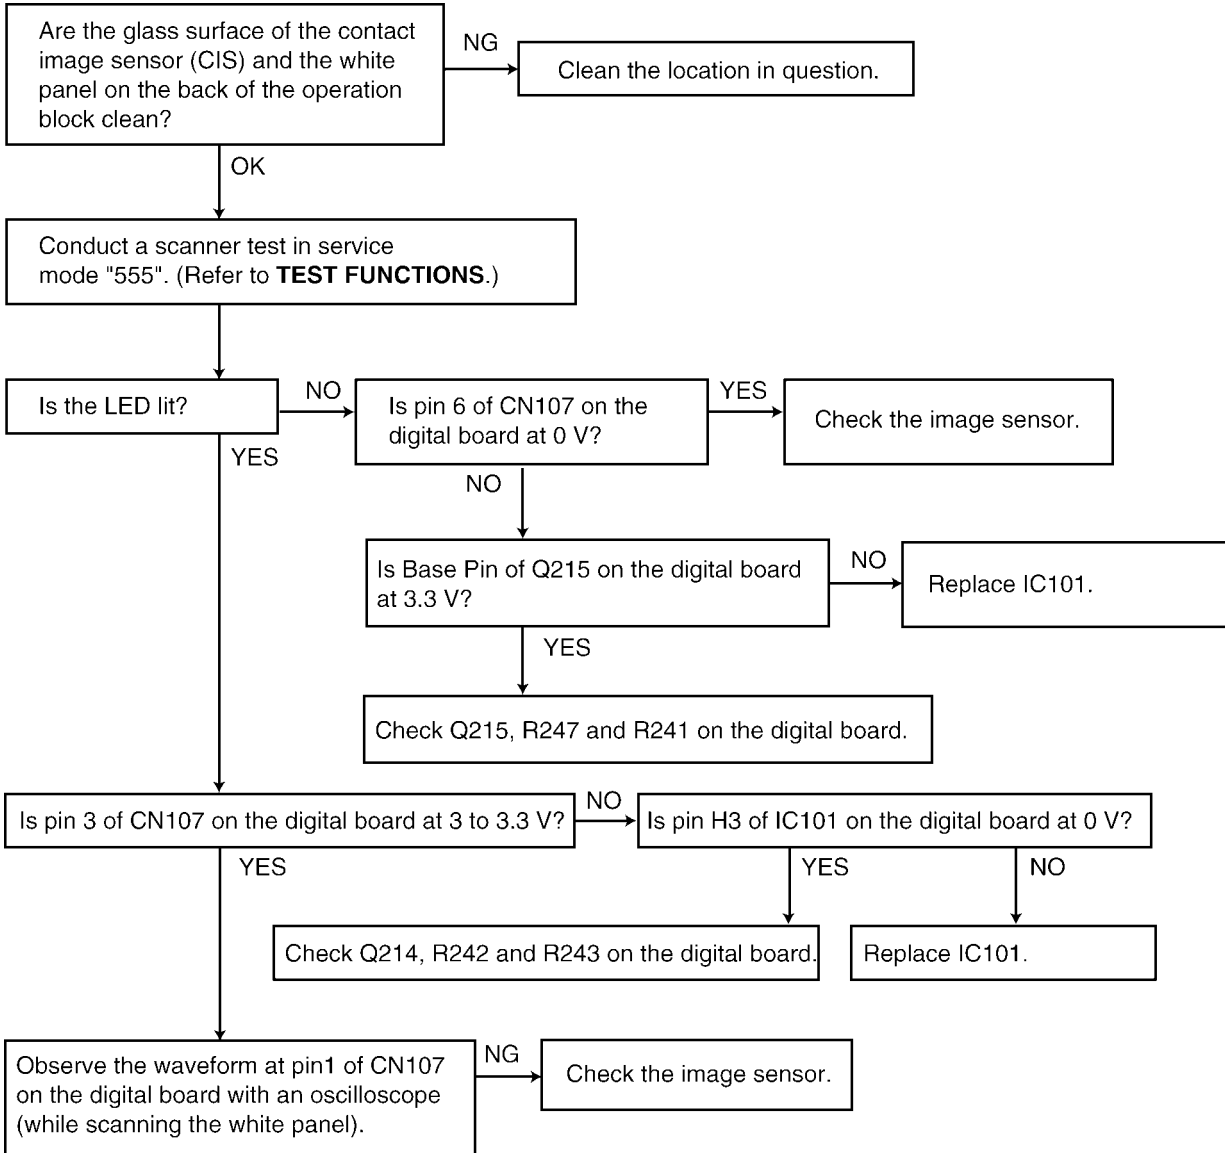 Are the glass surface of the contact
image sensor (CIS) and the white
panel on the back of the operation
block clean?
NG
Clean the location in question.
OK
Conduct a scanner test in service
mode "555". (Refer to TEST FUNCTIONS.)
Is the LED lit?
NO
Is pin 6 of CN107 on the
digital board at 0 V?
YES
Check the image sensor.
YES
NO
Is Base Pin of Q215 on the digital board
at 3.3 V?
NO
Replace IC101.
YES
Check Q215, R247 and R241 on the digital board.
Is pin 3 of CN107 on the digital board at 3 to 3.3 V?
NO
Is pin H3 of IC101 on the digital board at 0 V?
YES
YES
NO
Check Q214, R242 and R243 on the digital board.
Replace IC101.
Observe the waveform at pin1 of CN107
on the digital board with an oscilloscope
(while scanning the white panel).
NG
Check the image sensor.